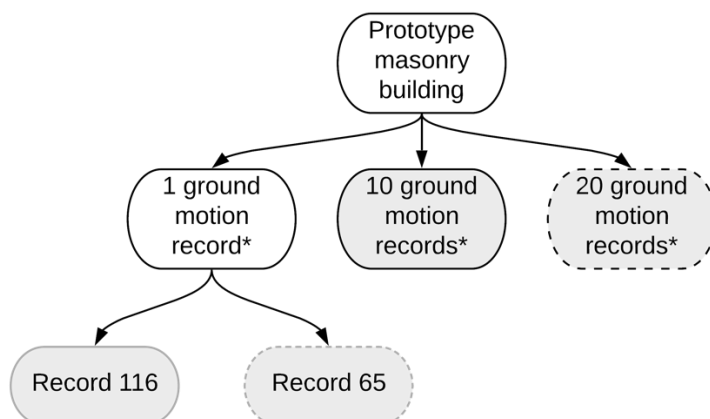 Prototype
masonry
building
1 ground
motion
record*
10 ground
motion
records*
20 ground
motion
records*
Record 116
Record 65